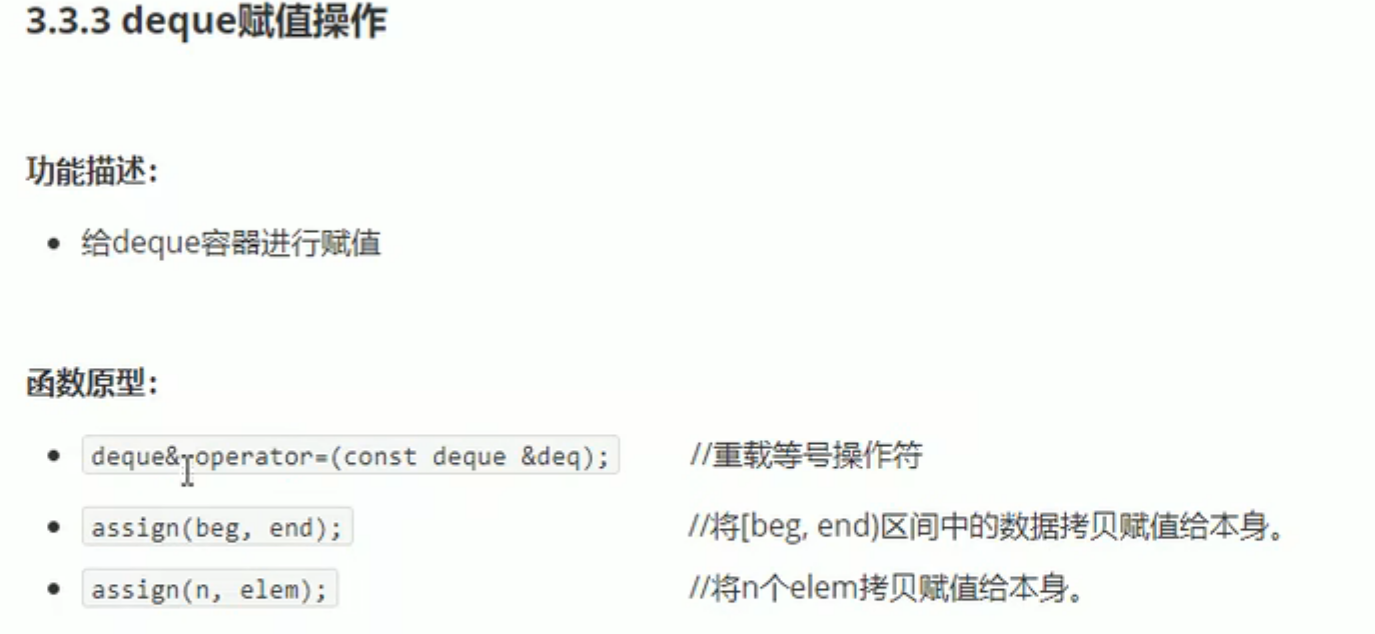 3.3.3 deque赋值操作
功能描述：
给deque容器进行赋值
函数原型：
deque& operator=(const deque &deq); //重载等号操作符
assign(beg, end); //将[beg, end)区间中的数据拷贝赋值给本身。
assign(n, elem); //将n个elem拷贝赋值给本身。